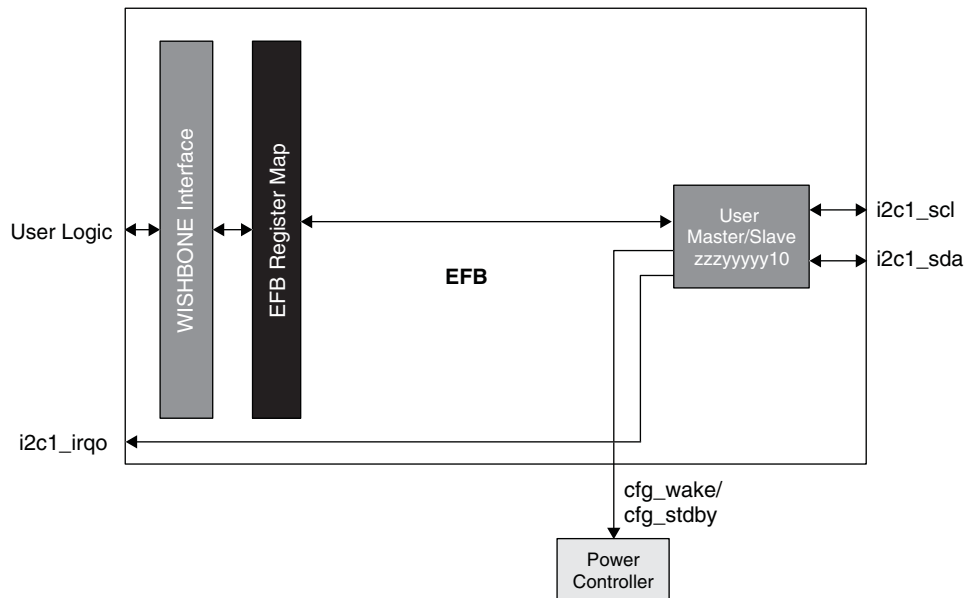 WISHBONE Interface
EFB Register Map
User Logic
User
Master/Slave
zzzyyyyy10
i2c1_scl
i2c1_sda
EFB
i2c1_irqo
cfg_wake/
cfg_stdby
Power
Controller